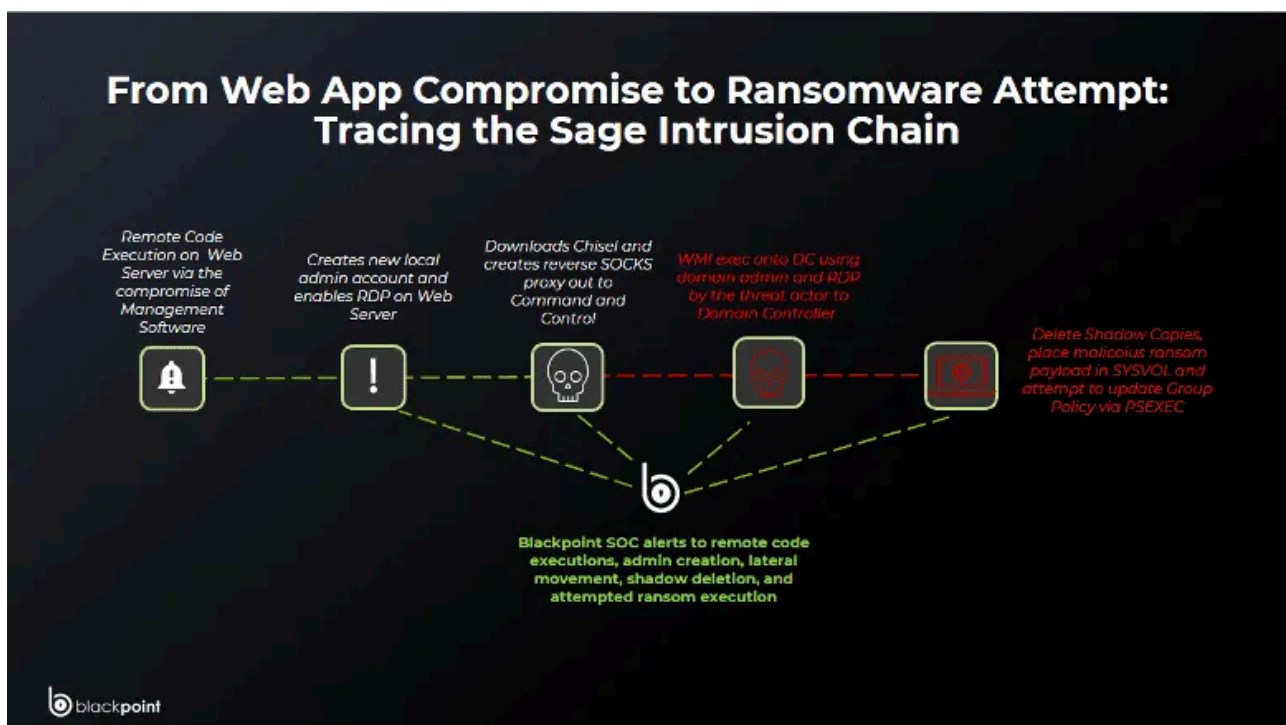 From Web App Compromise to Ransomware Attempt:
Tracing the Sage Intrusion Chain
Remote Code
Execution on Web
Server via the
compromise of
Management
Software
Creates new local
admin account and
enables RDP on Web
Server
Downloads Chisel and
creates reverse SOCKS
proxy out to
Command and
Control
WMI exec onto DC using
domain admin and RDP
by the threat actor to
Domain Controller
Delete Shadow Copies,
place malicoius ransom
payload in SYSVOL and
attempt to update Group
Policy via PSEXEC
Blackpoint SOC alerts to remote code
executions, admin creation, lateral
movement, shadow deletion, and
attempted ransom execution
blackpoint